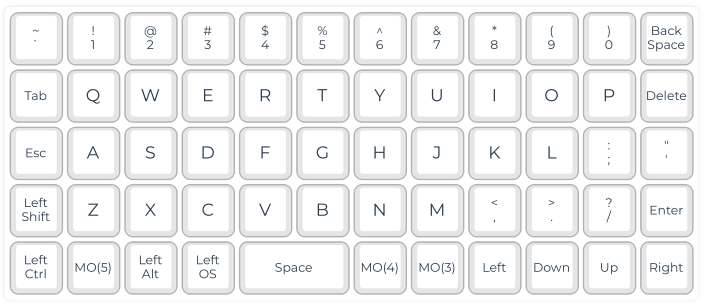 ~ ! @ # $ % ^ & * ( ) Back
` 1 2 3 4 5 6 7 8 9 0 Space
Tab Q W E R T Y U I O P Delete
Esc A S D F G H J K L : "
; '
Left Z X C V B N M < > ? Enter
Shift , . /
Left MO(5) Left Left Space MO(4) MO(3) Left Down Up Right
Ctrl Alt OS